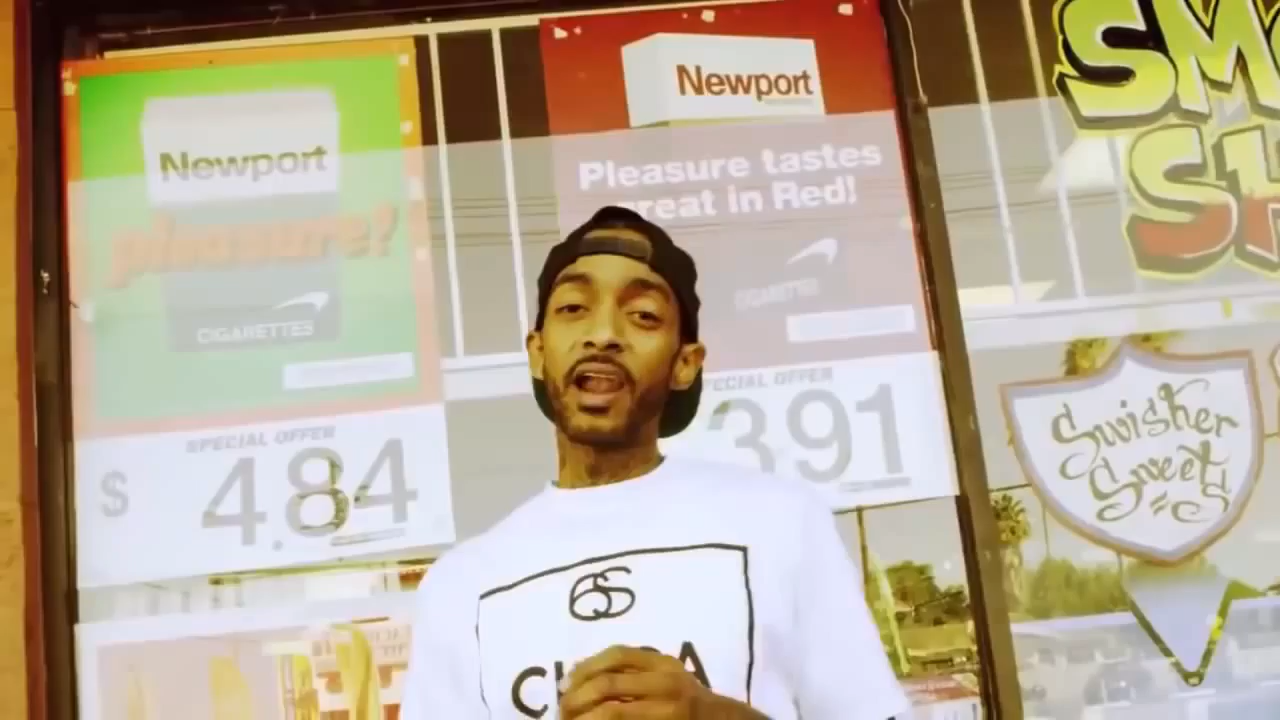 Newport
pleasure!
CIGARETTES
SPECIAL OFFER
$ 4.84
Newport
Pleasure tastes
great in Red!
CIGARETTES
SPECIAL OFFER
3.91
Swisher
Sweets